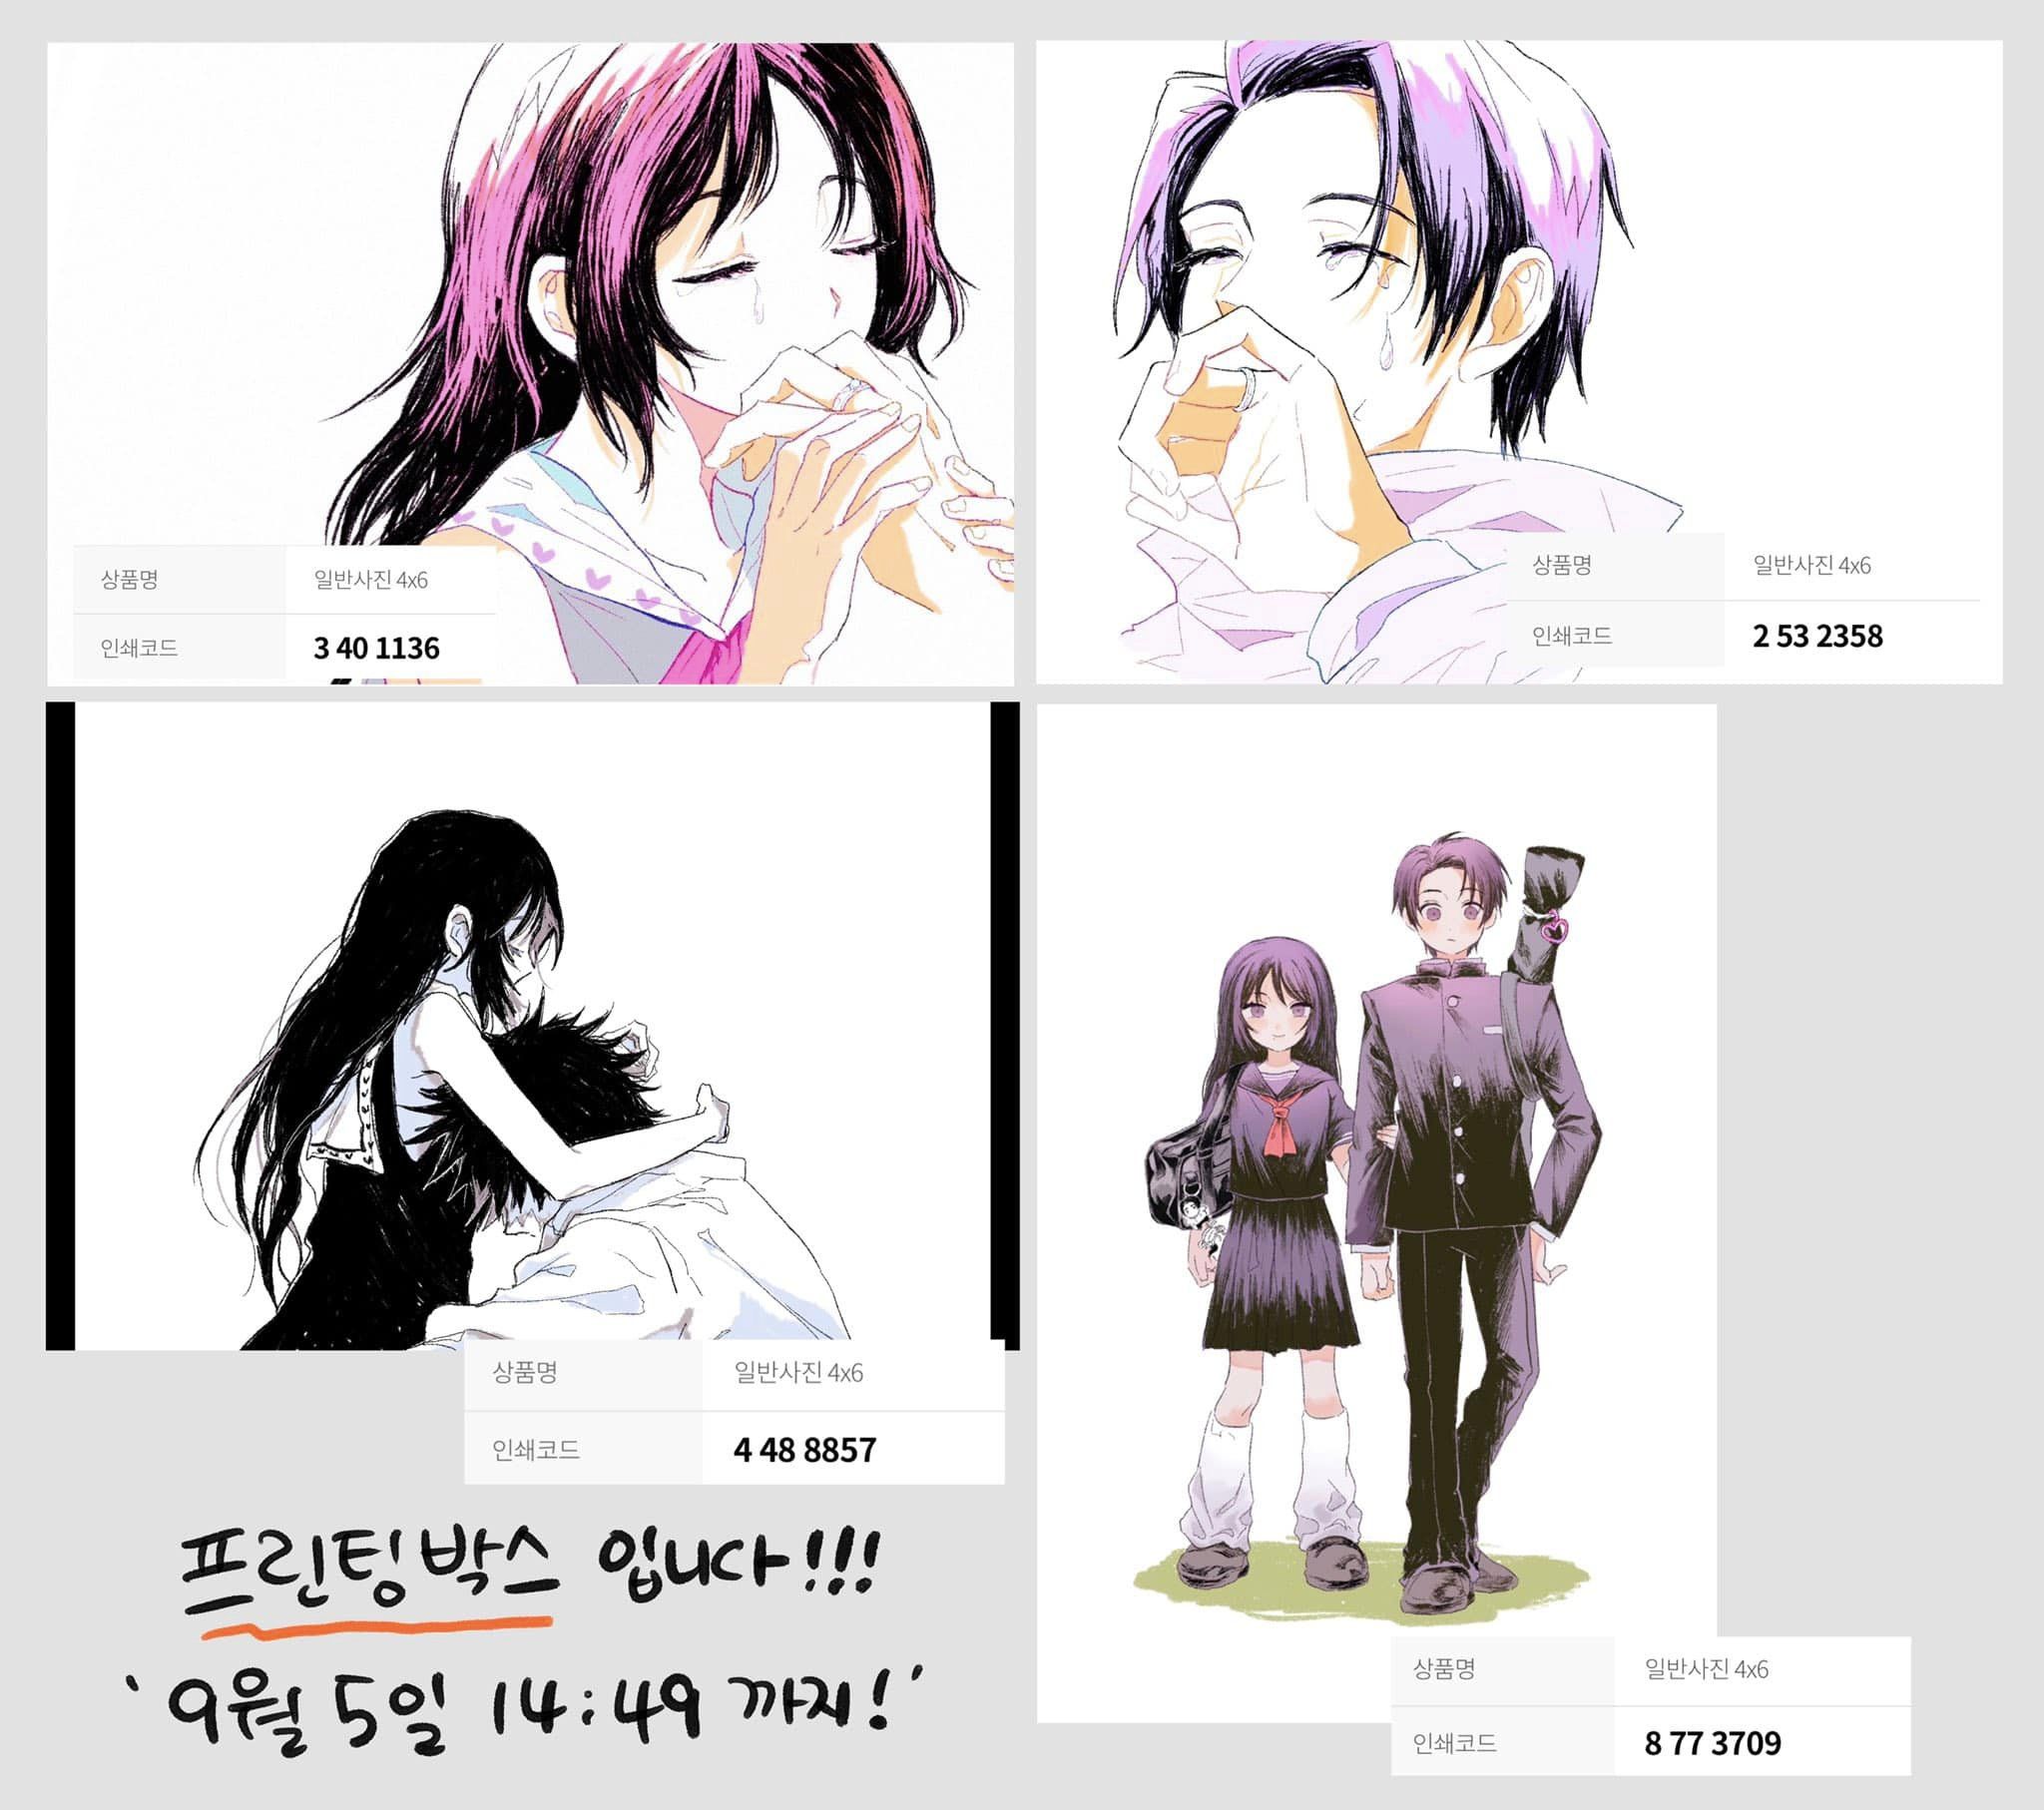 상품명 일반사진 4x6
인쇄코드 3 40 1136
상품명 일반사진 4x6
인쇄코드 2 53 2358
상품명 일반사진 4x6
인쇄코드 4 48 8857
프린팅박스 입니다!!!
'9월 5일 14:49 까지!'
상품명 일반사진 4x6
인쇄코드 8 77 3709